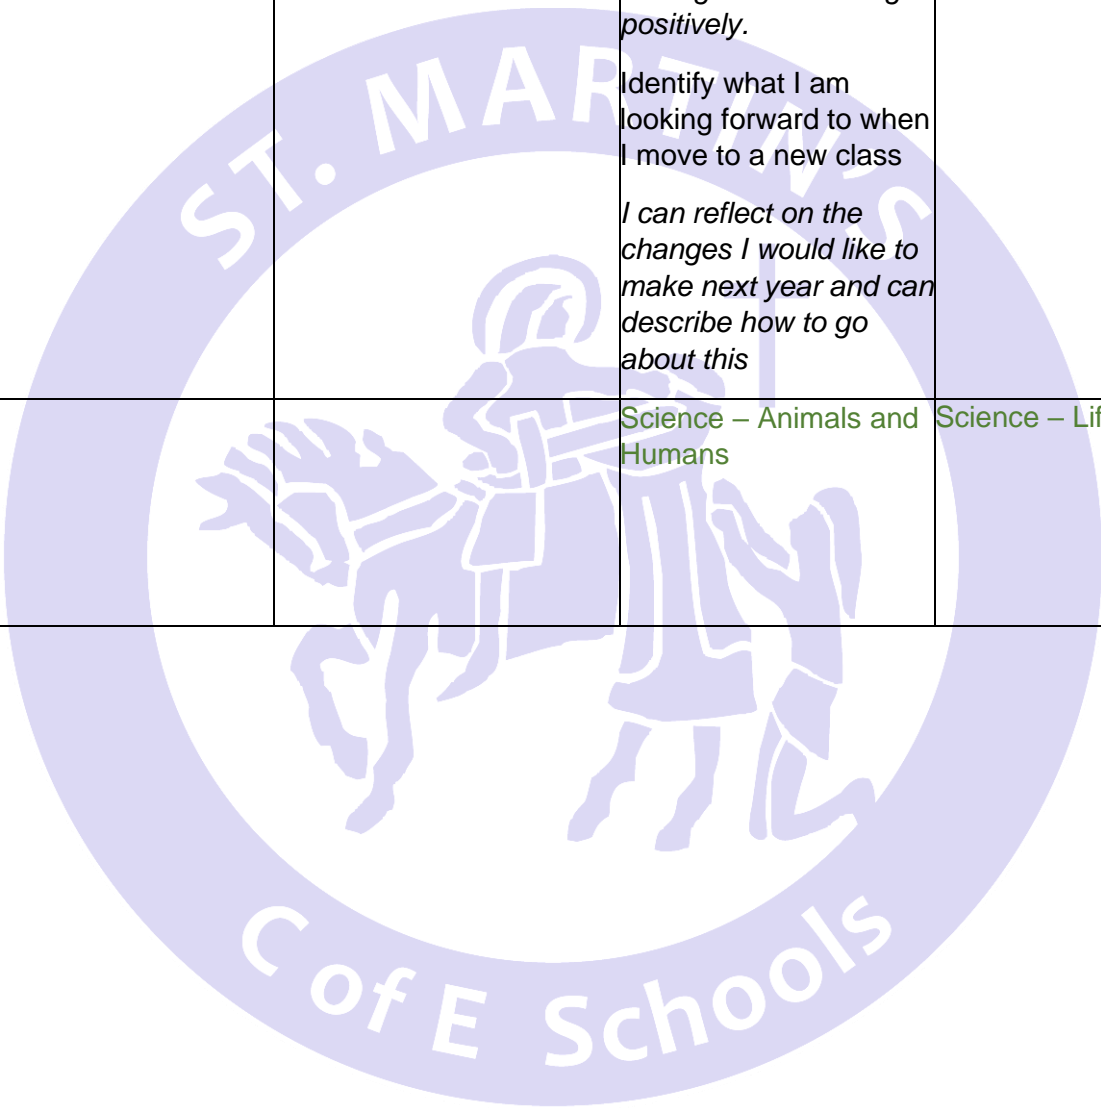 positively.
Identify what I am
looking forward to when
I move to a new class
I can reflect on the
changes I would like to
make next year and can
describe how to go
about this
Science – Animals and
Humans
Science – Lif
ST. MARTIN'S
C of E Schools